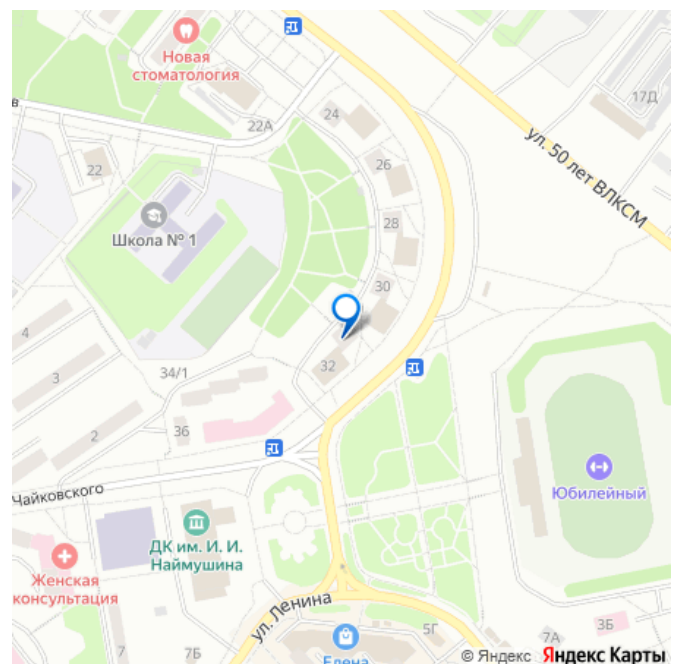 Новая
стоматология
24
22А
17Д
в
ул. 50 лет ВЛКСМ
22
26
Школа № 1
28
30
4
3
34/1
32
36
2
Чайковского
Юбилейный
ДК им. И. И.
Наймушина
Женская
консультация
ул. Ленина
7
7Б
5Г
7А
3Б
Елена
© Яндекс Яндекс Карты